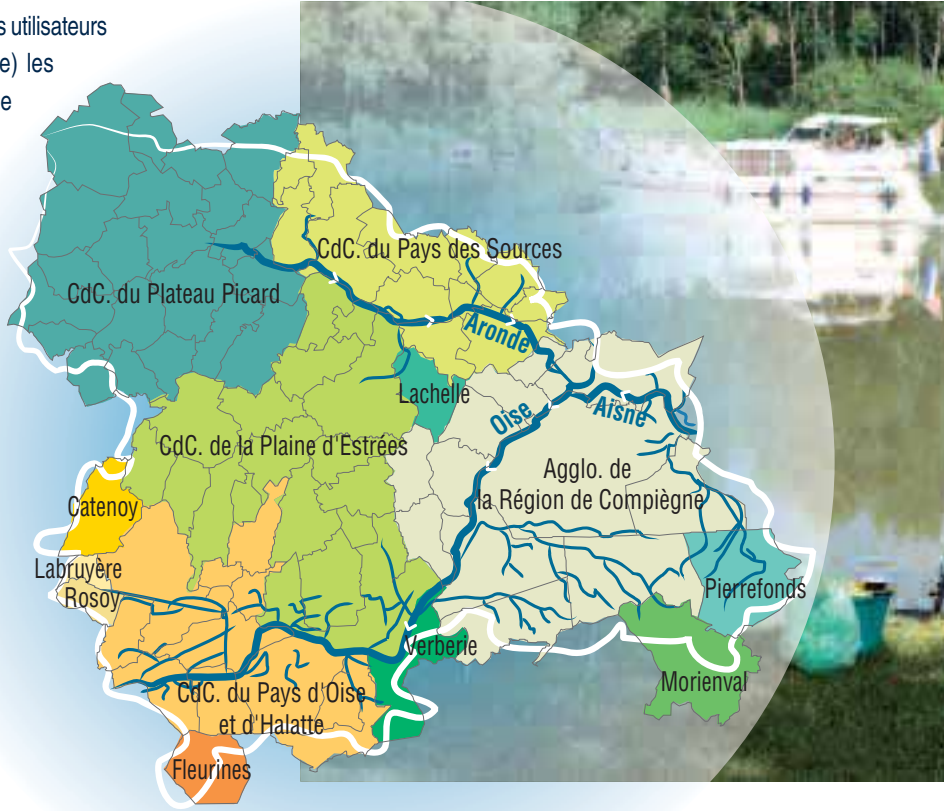 s utilisateurs
e) les
e
CdC. du Pays des Sources
CdC. du Plateau Picard
Aronde
Lachelle
Oise
Aisne
CdC. de la Plaine d'Estrées
Agglo. de
la Région de Compiègne
Catenoy
Labruyère
Rosoy
Pierrefonds
Verberie
Morienval
CdC. du Pays d'Oise
et d'Halatte
Fleurines